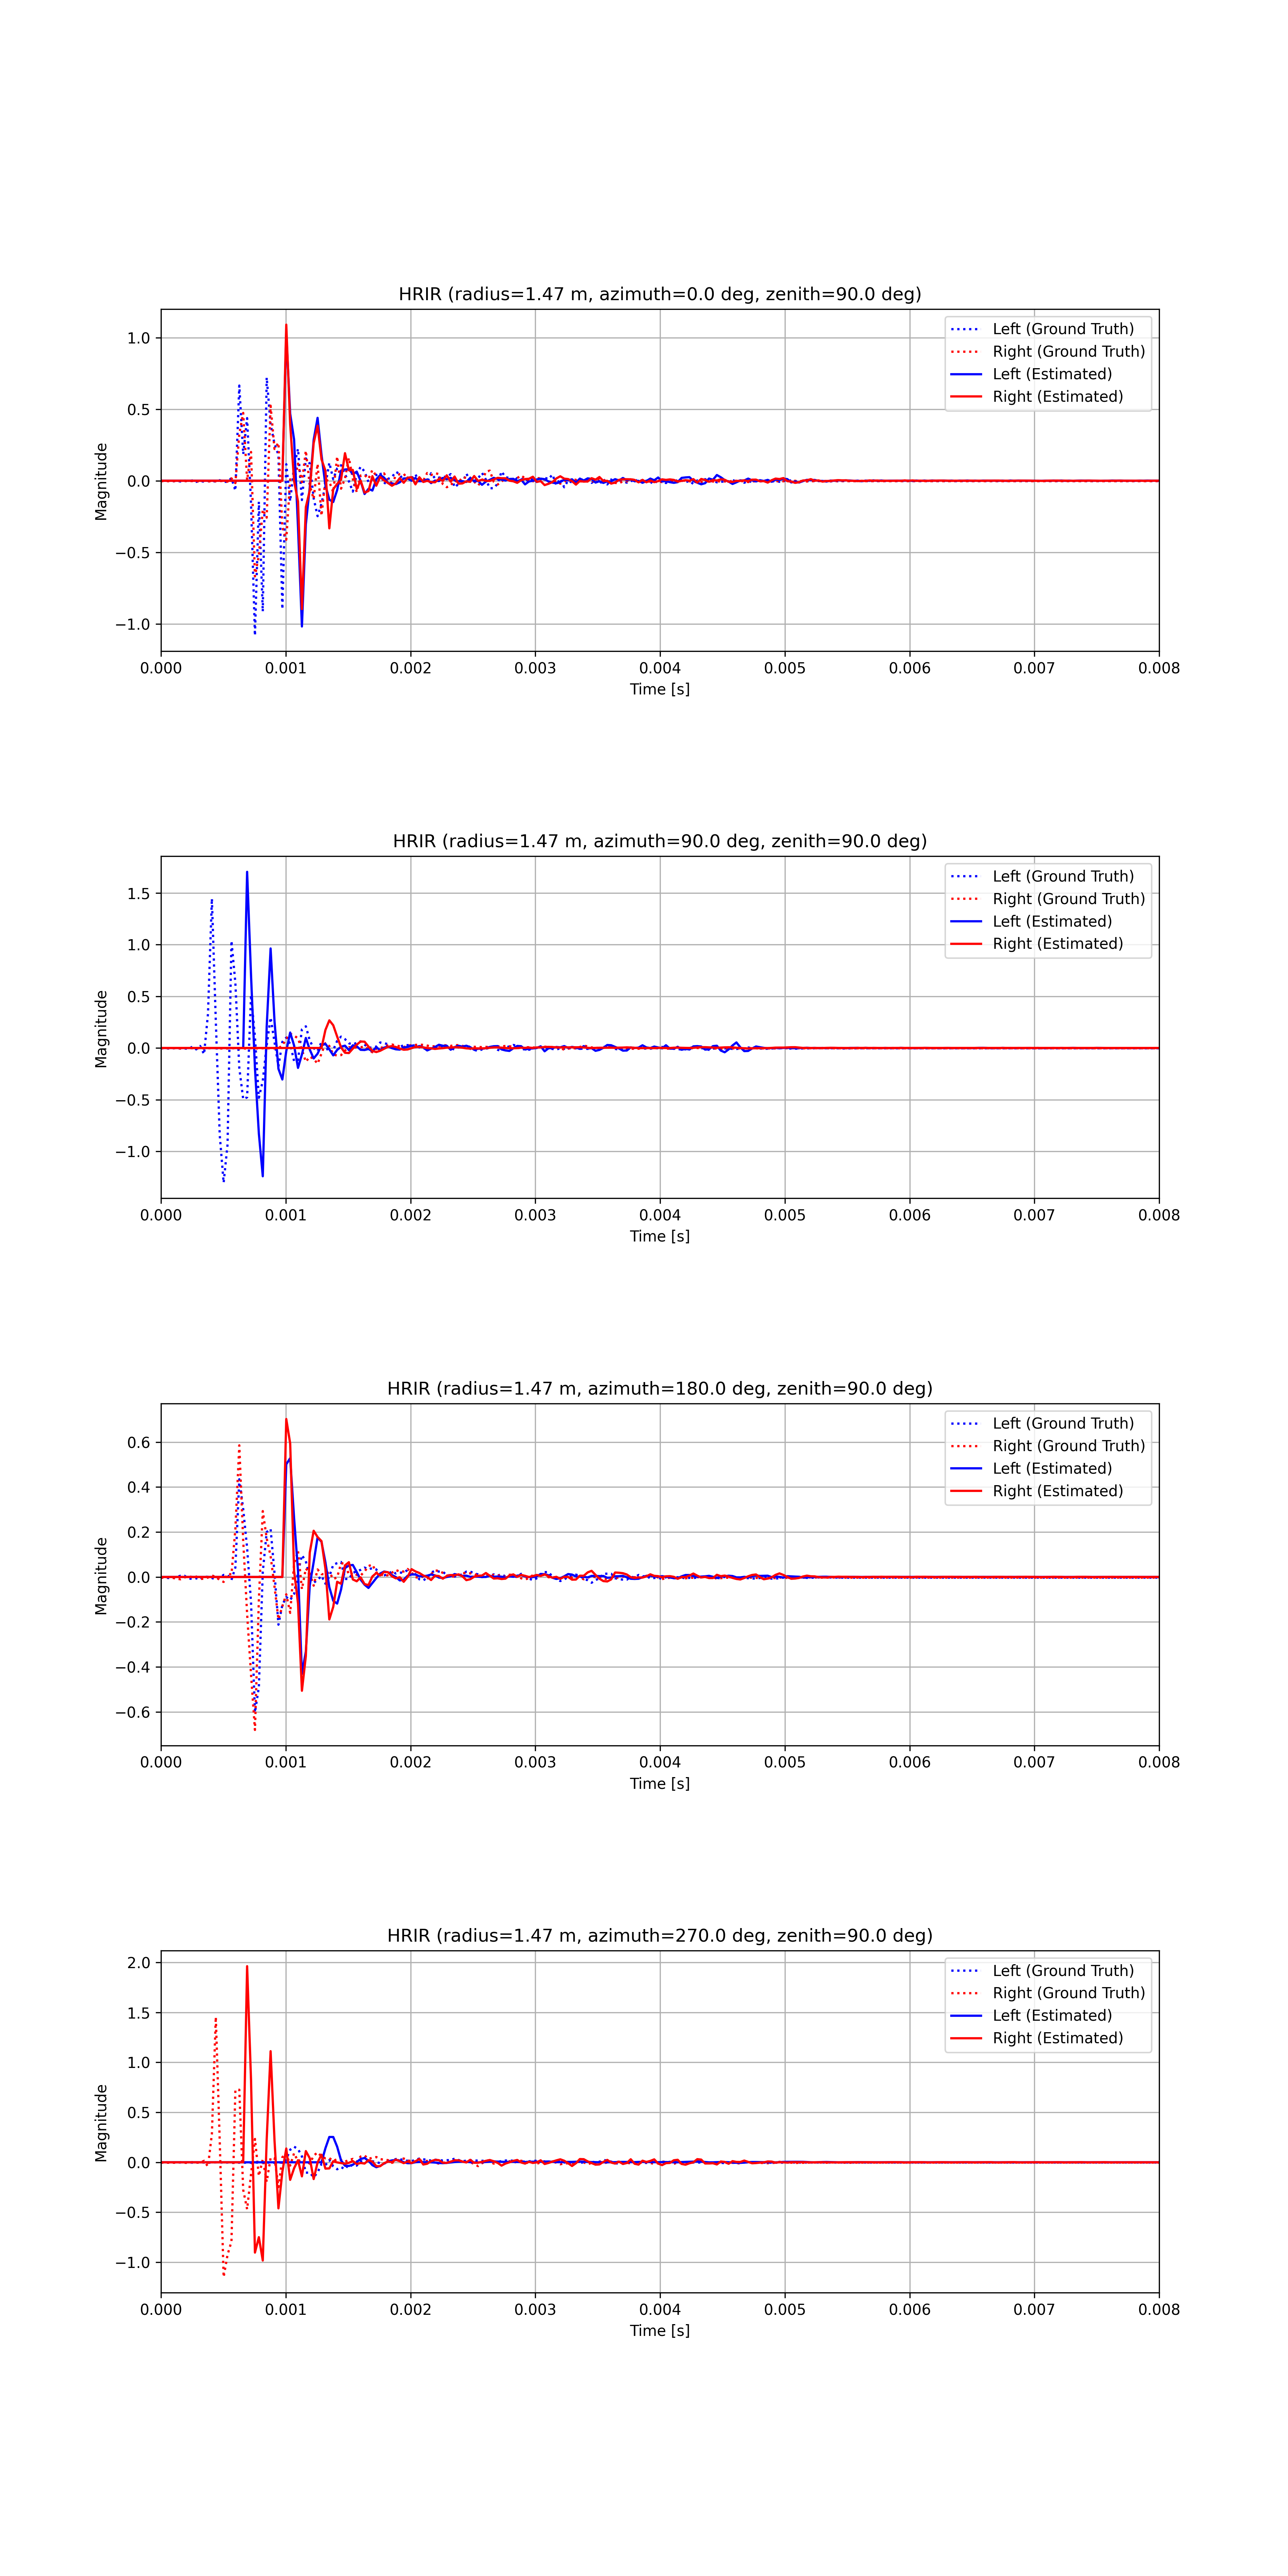 HRIR (radius=1.47 m, azimuth=0.0 deg, zenith=90.0 deg)
Left (Ground Truth)
Right (Ground Truth)
Left (Estimated)
Right (Estimated)
Magnitude
1.0
0.5
0.0
−0.5
−1.0
0.000 0.001 0.002 0.003 0.004 0.005 0.006 0.007 0.008
Time [s]
HRIR (radius=1.47 m, azimuth=90.0 deg, zenith=90.0 deg)
Left (Ground Truth)
Right (Ground Truth)
Left (Estimated)
Right (Estimated)
Magnitude
1.5
1.0
0.5
0.0
−0.5
−1.0
0.000 0.001 0.002 0.003 0.004 0.005 0.006 0.007 0.008
Time [s]
HRIR (radius=1.47 m, azimuth=180.0 deg, zenith=90.0 deg)
Left (Ground Truth)
Right (Ground Truth)
Left (Estimated)
Right (Estimated)
Magnitude
0.6
0.4
0.2
0.0
−0.2
−0.4
−0.6
0.000 0.001 0.002 0.003 0.004 0.005 0.006 0.007 0.008
Time [s]
HRIR (radius=1.47 m, azimuth=270.0 deg, zenith=90.0 deg)
Left (Ground Truth)
Right (Ground Truth)
Left (Estimated)
Right (Estimated)
Magnitude
2.0
1.5
1.0
0.5
0.0
−0.5
−1.0
0.000 0.001 0.002 0.003 0.004 0.005 0.006 0.007 0.008
Time [s]